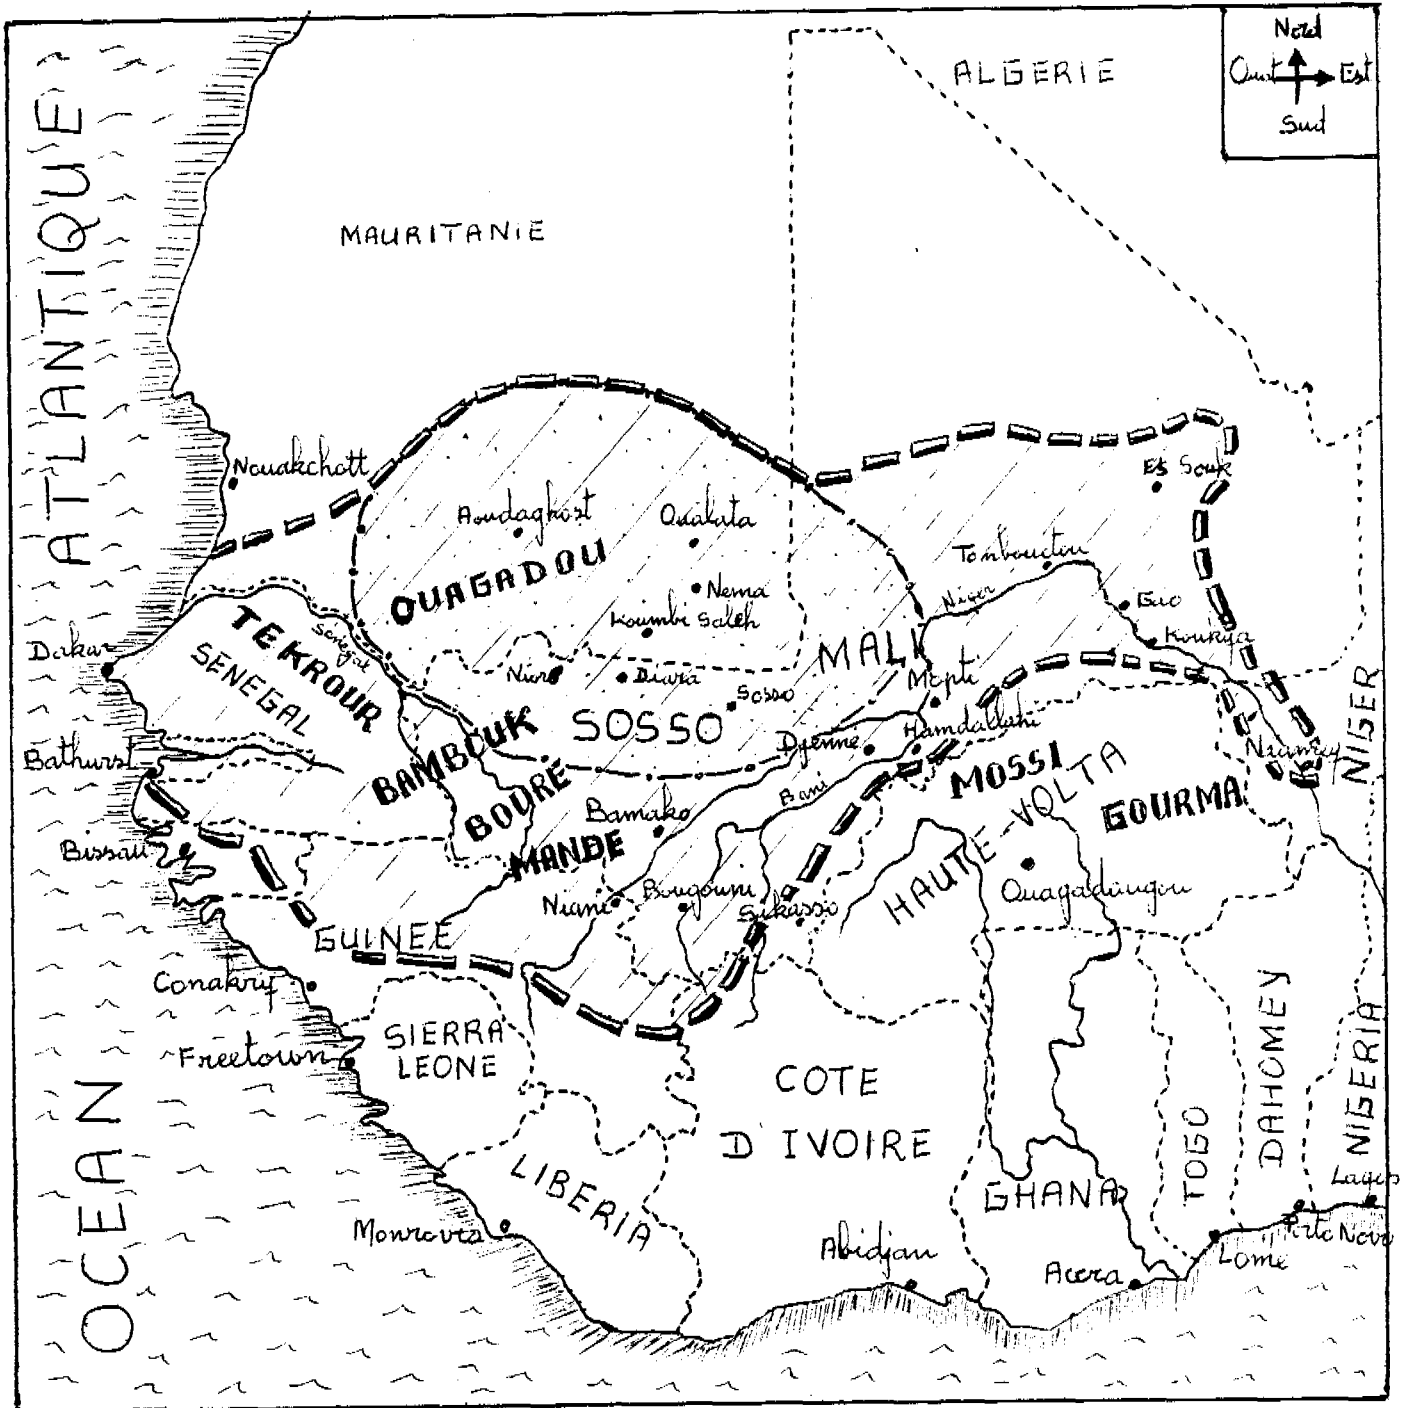 Nord
Ouest
Est
Sud
ALGERIE
OCEAN ATLANTIQUE
MAURITANIE
Nouakchott
Es Souk
Aoudaghost
Oualata
OUAGADOU
Tombouctou
Nema
Niger
Gao
Koumbi Saleh
TEKROUR
Senegal
Koukya
Dakar
SENEGAL
MALI
Nioro
Diara
Sosso
Mopti
NIGER
SOSSO
Hamdallahi
Djenne
Niamey
Bathurst
BAMBOUK
MOSSI
Bani
BOURE
HAUTE VOLTA
GOURMA
Bamako
Bissau
MANDE
Ouagadougou
Bougouni
Niani
Sikasso
GUINEE
Conakry
DAHOMEY
NIGERIA
Freetown
SIERRA
LEONE
COTE
D'IVOIRE
TOGO
LIBERIA
GHANA
Lagos
Monrovia
Porto Novo
Abidjan
Lome
Accra